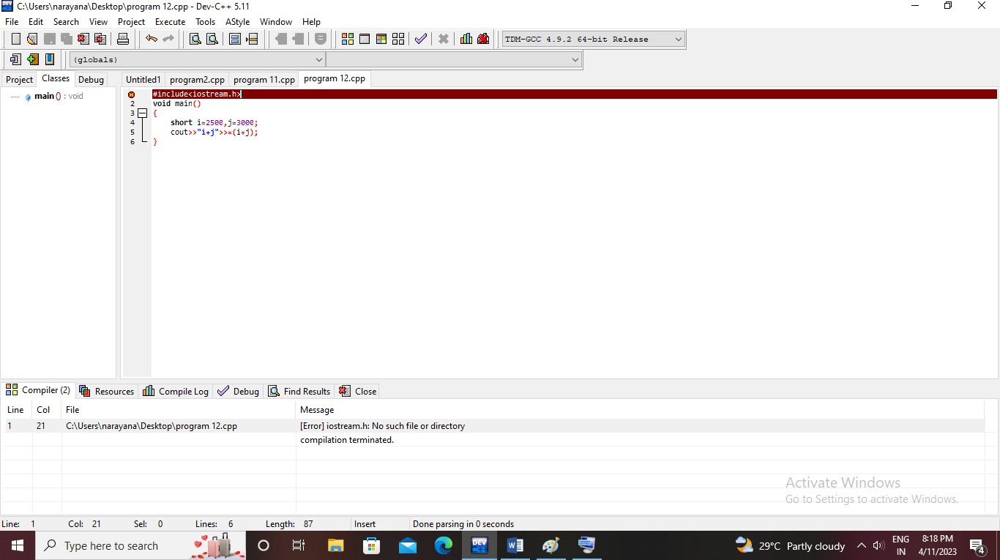 C:\Users\narayana\Desktop\program 12.cpp - Dev-C++ 5.11
File Edit Search View Project Execute Tools AStyle Window Help
TDM-GCC 4.9.2 64-bit Release
(globals)
Project Classes Debug Untitled1 program2.cpp program 11.cpp program 12.cpp
main () : void
#include<iostream.h>
2 void main()
3 {
4 short i=2500,j=3000;
5 cout>>"i+j">>=(i+j);
6 }
Compiler (2) Resources Compile Log Debug Find Results Close
Line Col File Message
1 21 C:\Users\narayana\Desktop\program 12.cpp [Error] iostream.h: No such file or directory
compilation terminated.
Activate Windows
Go to Settings to activate Windows.
Line: 1 Col: 21 Sel: 0 Lines: 6 Length: 87 Insert Done parsing in 0 seconds
Type here to search DEV 29°C Partly cloudy ENG IN 8:18 PM 4/11/2023 4